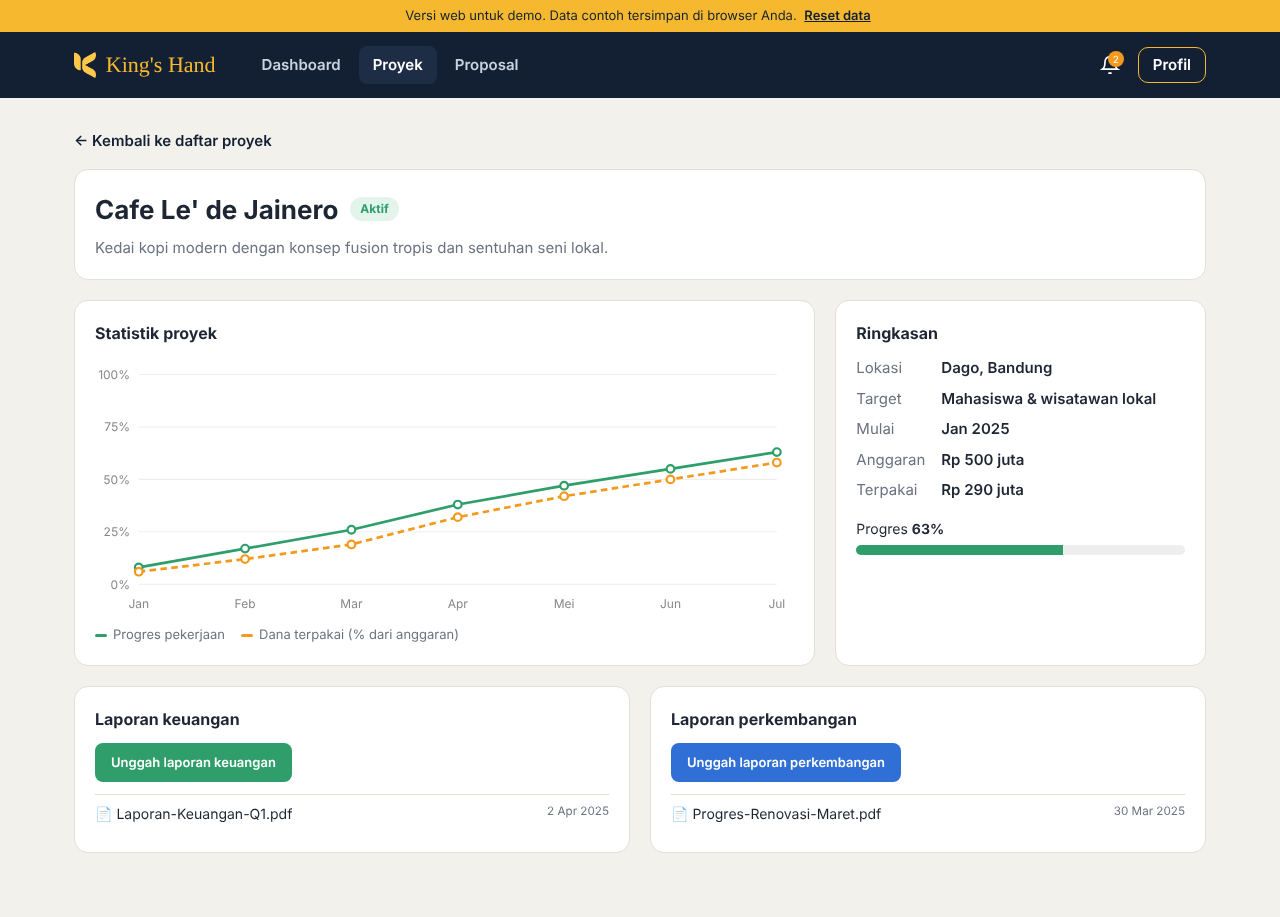 Versi web untuk demo. Data contoh tersimpan di browser Anda. Reset data
King's Hand Dashboard Proyek Proposal 2 Profil
← Kembali ke daftar proyek
Cafe Le' de Jainero Aktif
Kedai kopi modern dengan konsep fusion tropis dan sentuhan seni lokal.
Statistik proyek
100%
75%
50%
25%
0%
Jan Feb Mar Apr Mei Jun Jul
Progres pekerjaan Dana terpakai (% dari anggaran)
Ringkasan
Lokasi Dago, Bandung
Target Mahasiswa & wisatawan lokal
Mulai Jan 2025
Anggaran Rp 500 juta
Terpakai Rp 290 juta
Progres 63%
Laporan keuangan
Unggah laporan keuangan
Laporan-Keuangan-Q1.pdf 2 Apr 2025
Laporan perkembangan
Unggah laporan perkembangan
Progres-Renovasi-Maret.pdf 30 Mar 2025